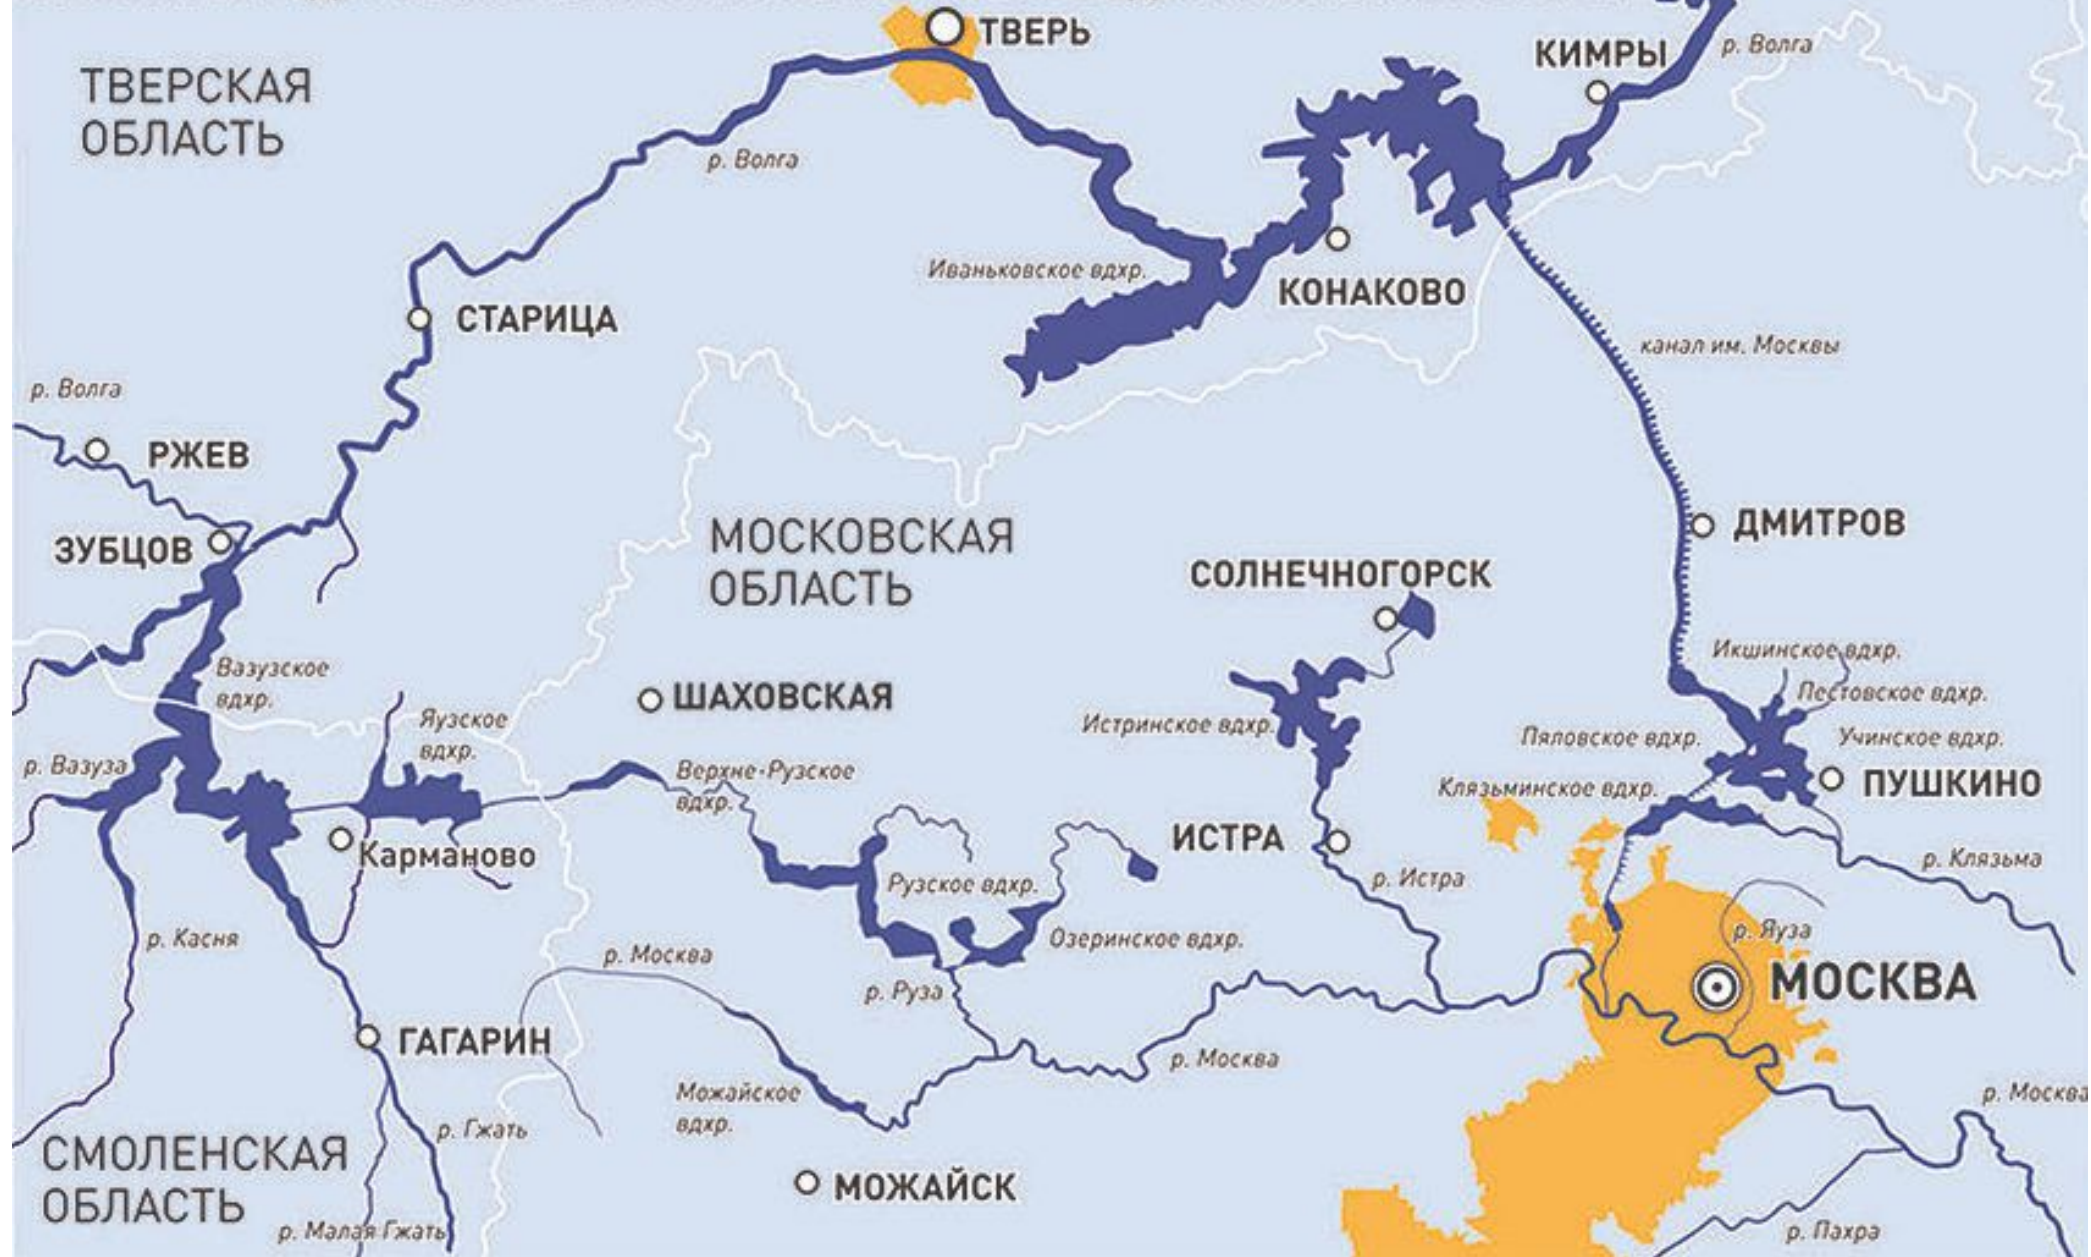 ТВЕРЬ
КИМРЫ
р. Волга
ТВЕРСКАЯ
ОБЛАСТЬ
р. Волга
Иваньковское вдхр.
КОНАКОВО
СТАРИЦА
канал им. Москвы
р. Волга
РЖЕВ
ЗУБЦОВ
МОСКОВСКАЯ
ОБЛАСТЬ
ДМИТРОВ
СОЛНЕЧНОГОРСК
Вазузское
вдхр.
Икшинское вдхр.
Пестовское вдхр.
ШАХОВСКАЯ
Яузское
вдхр.
Истринское вдхр.
Пяловское вдхр.
Учинское вдхр.
р. Вазуза
Верхне-Рузское
вдхр.
Клязьминское вдхр.
ПУШКИНО
ИСТРА
Карманово
р. Клязьма
Рузское вдхр.
р. Истра
р. Касня
р. Москва
Озеринское вдхр.
р. Яуза
р. Руза
МОСКВА
ГАГАРИН
р. Москва
Можайское
вдхр.
р. Москва
р. Гжать
СМОЛЕНСКАЯ
ОБЛАСТЬ
МОЖАЙСК
р. Малая Гжать
р. Пахра